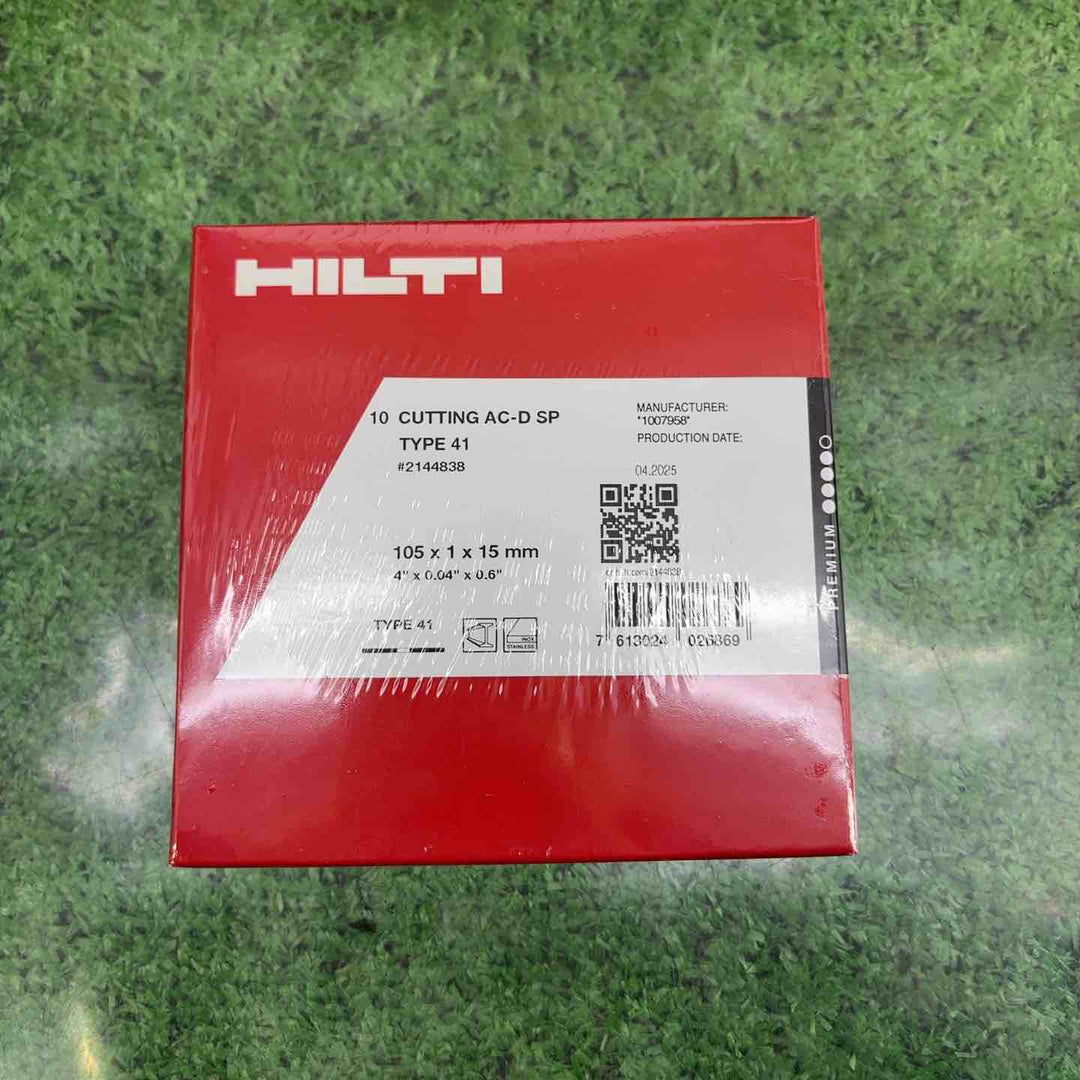 HILTI
10 CUTTING AC-D SP
TYPE 41
#2144838
MANUFACTURER:
*1007958*
PRODUCTION DATE:
04.2025
105 x 1 x 15 mm
4" x 0.04" x 0.6"
TYPE 41
INOX
STAINLESS
7 613024 026869
PREMIUM